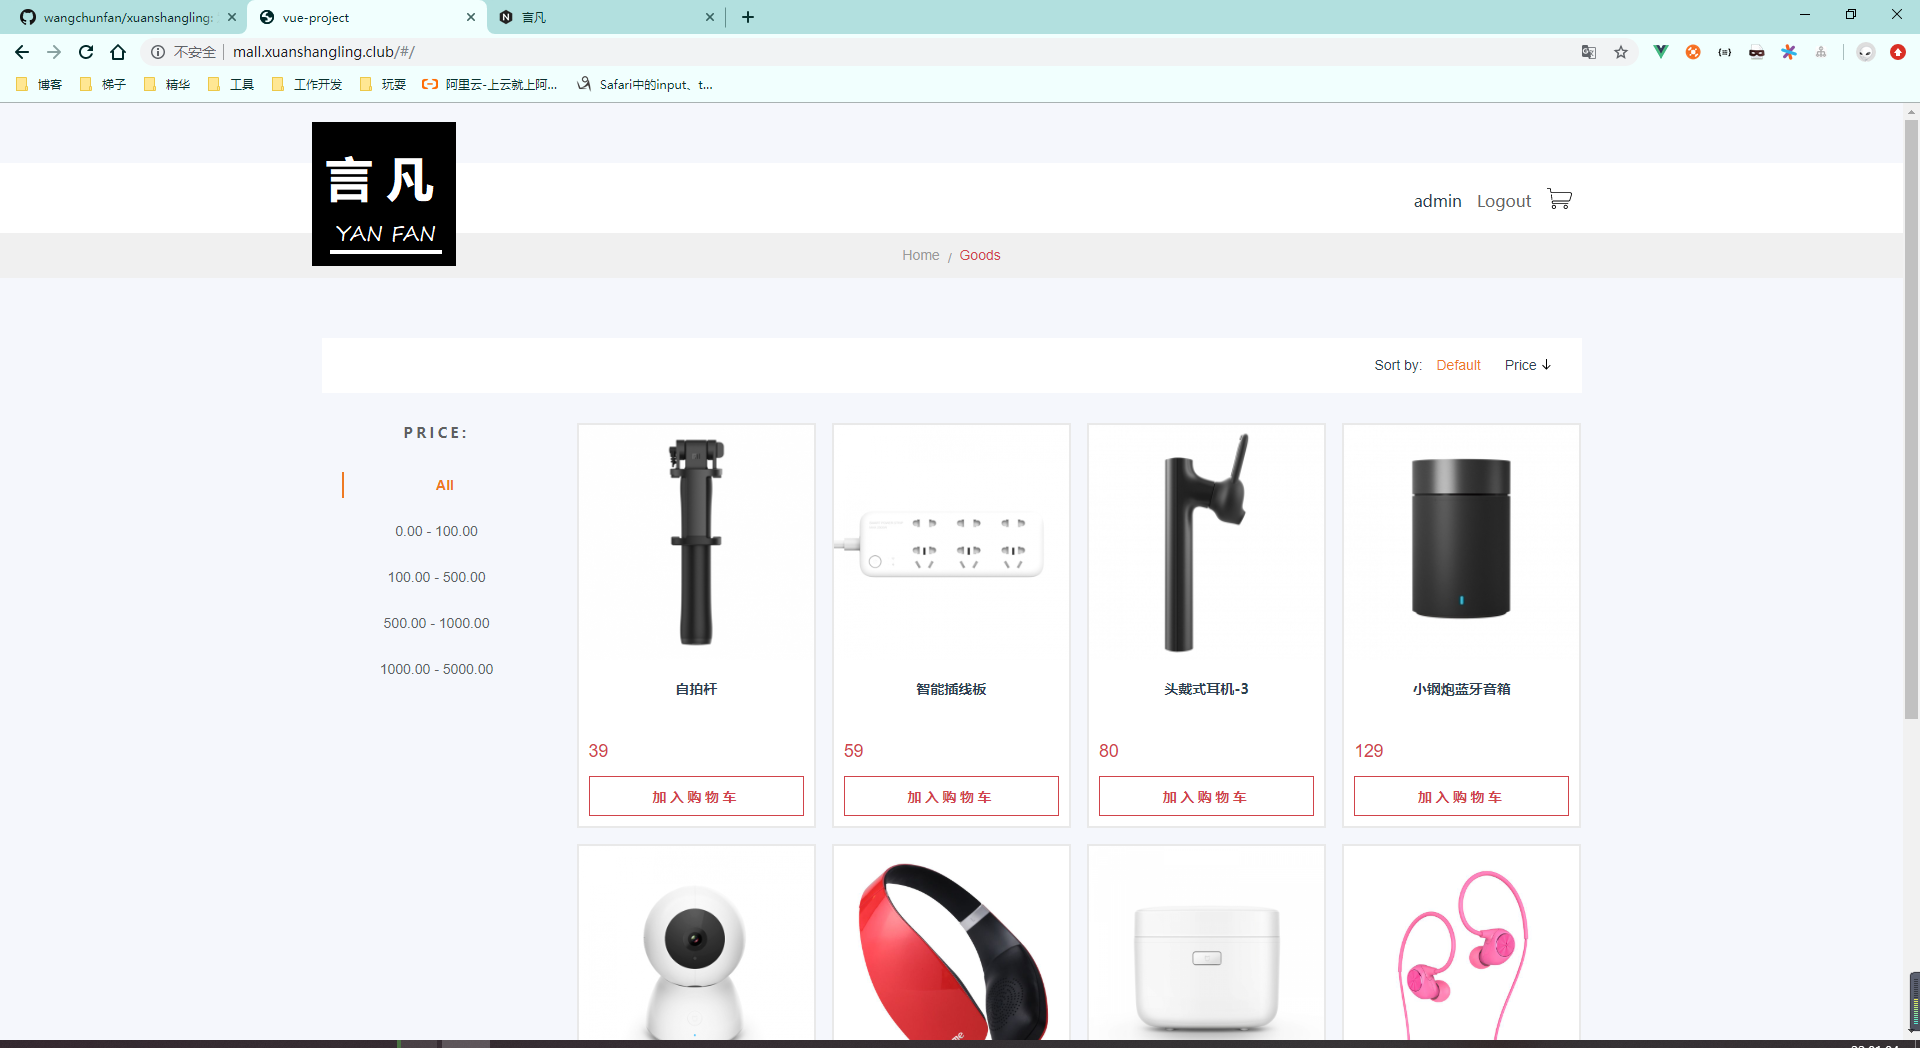 wangchunfan/xuanshangling:
vue-project
言凡
不安全
mall.xuanshangling.club/#/
博客
梯子
精华
工具
工作开发
玩耍
阿里云-上云就上阿...
Safari中的input、t...
言凡
YAN FAN
admin
Logout
Home / Goods
Sort by:
Default
Price
PRICE:
All
0.00 - 100.00
100.00 - 500.00
500.00 - 1000.00
1000.00 - 5000.00
自拍杆
智能插线板
头戴式耳机-3
小钢炮蓝牙音箱
39
59
80
129
加入购物车
加入购物车
加入购物车
加入购物车